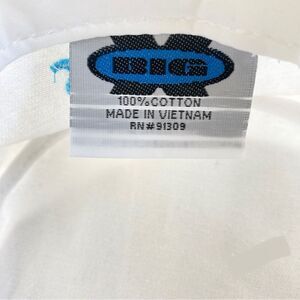 BIG
100% COTTON
MADE IN VIETNAM
RN#91309